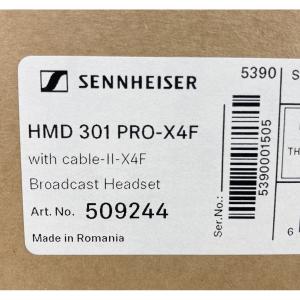 SENNHEISER
HMD 301 PRO-X4F
with cable-II-X4F
Broadcast Headset
Art. No. 509244
Made in Romania
5390
Ser.No.:
5390001505
S
TH
6